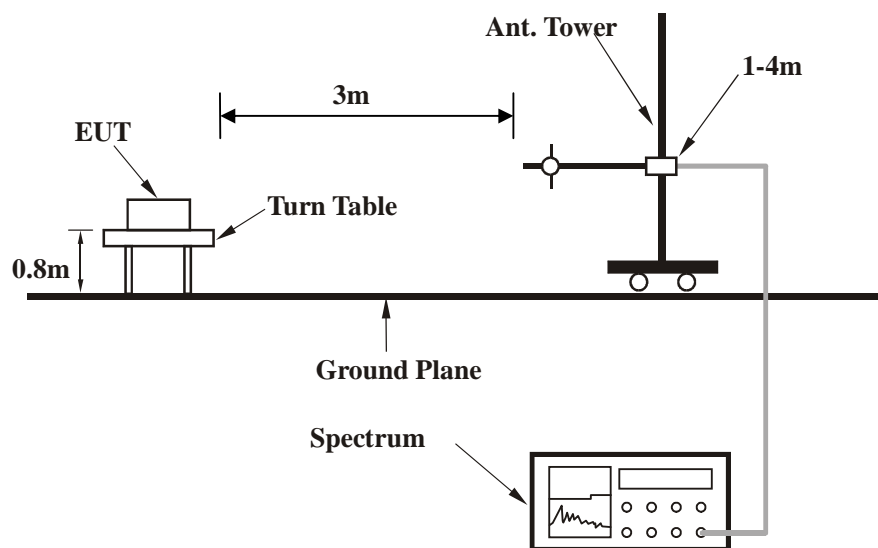 Ant. Tower
1-4m
3m
EUT
Turn Table
0.8m
Ground Plane
Spectrum